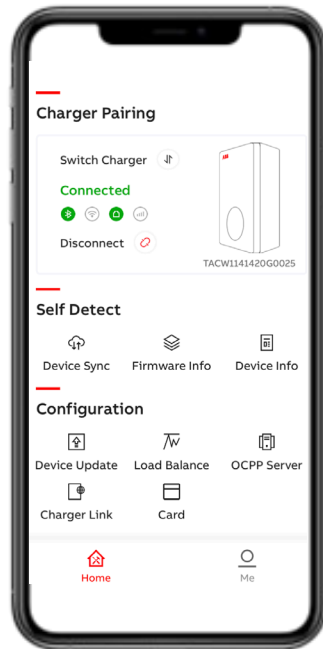 Charger Pairing
Switch Charger
Connected
Disconnect
TACW1141420G0025
Self Detect
Device Sync Firmware Info Device Info
Configuration
Device Update Load Balance OCPP Server
Charger Link Card
Home Me